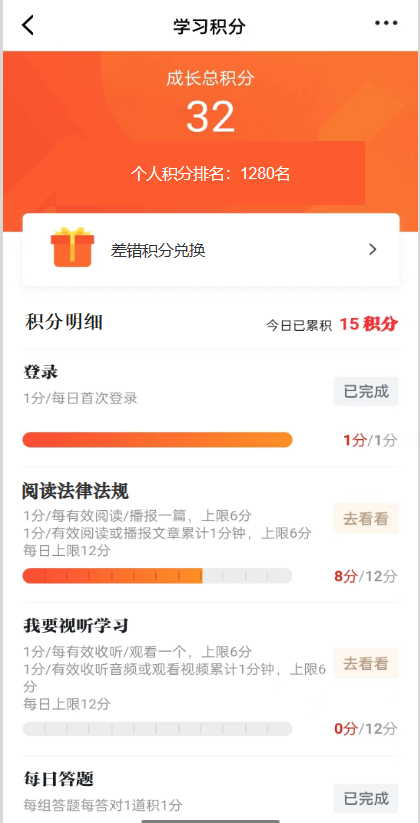 学习积分
成长总积分
32
个人积分排名：1280名
差错积分兑换
积分明细
今日已累积 15 积分
登录
1分/每日首次登录
已完成
1分/1分
阅读法律法规
1分/每有效阅读/播报一篇，上限6分
1分/有效阅读或播报文章累计1分钟，上限6分
每日上限12分
去看看
8分/12分
我要视听学习
1分/每有效收听/观看一个，上限6分
1分/有效收听音频或观看视频累计1分钟，上限6
分
每日上限12分
去看看
0分/12分
每日答题
每组答题每答对1道积1分
已完成